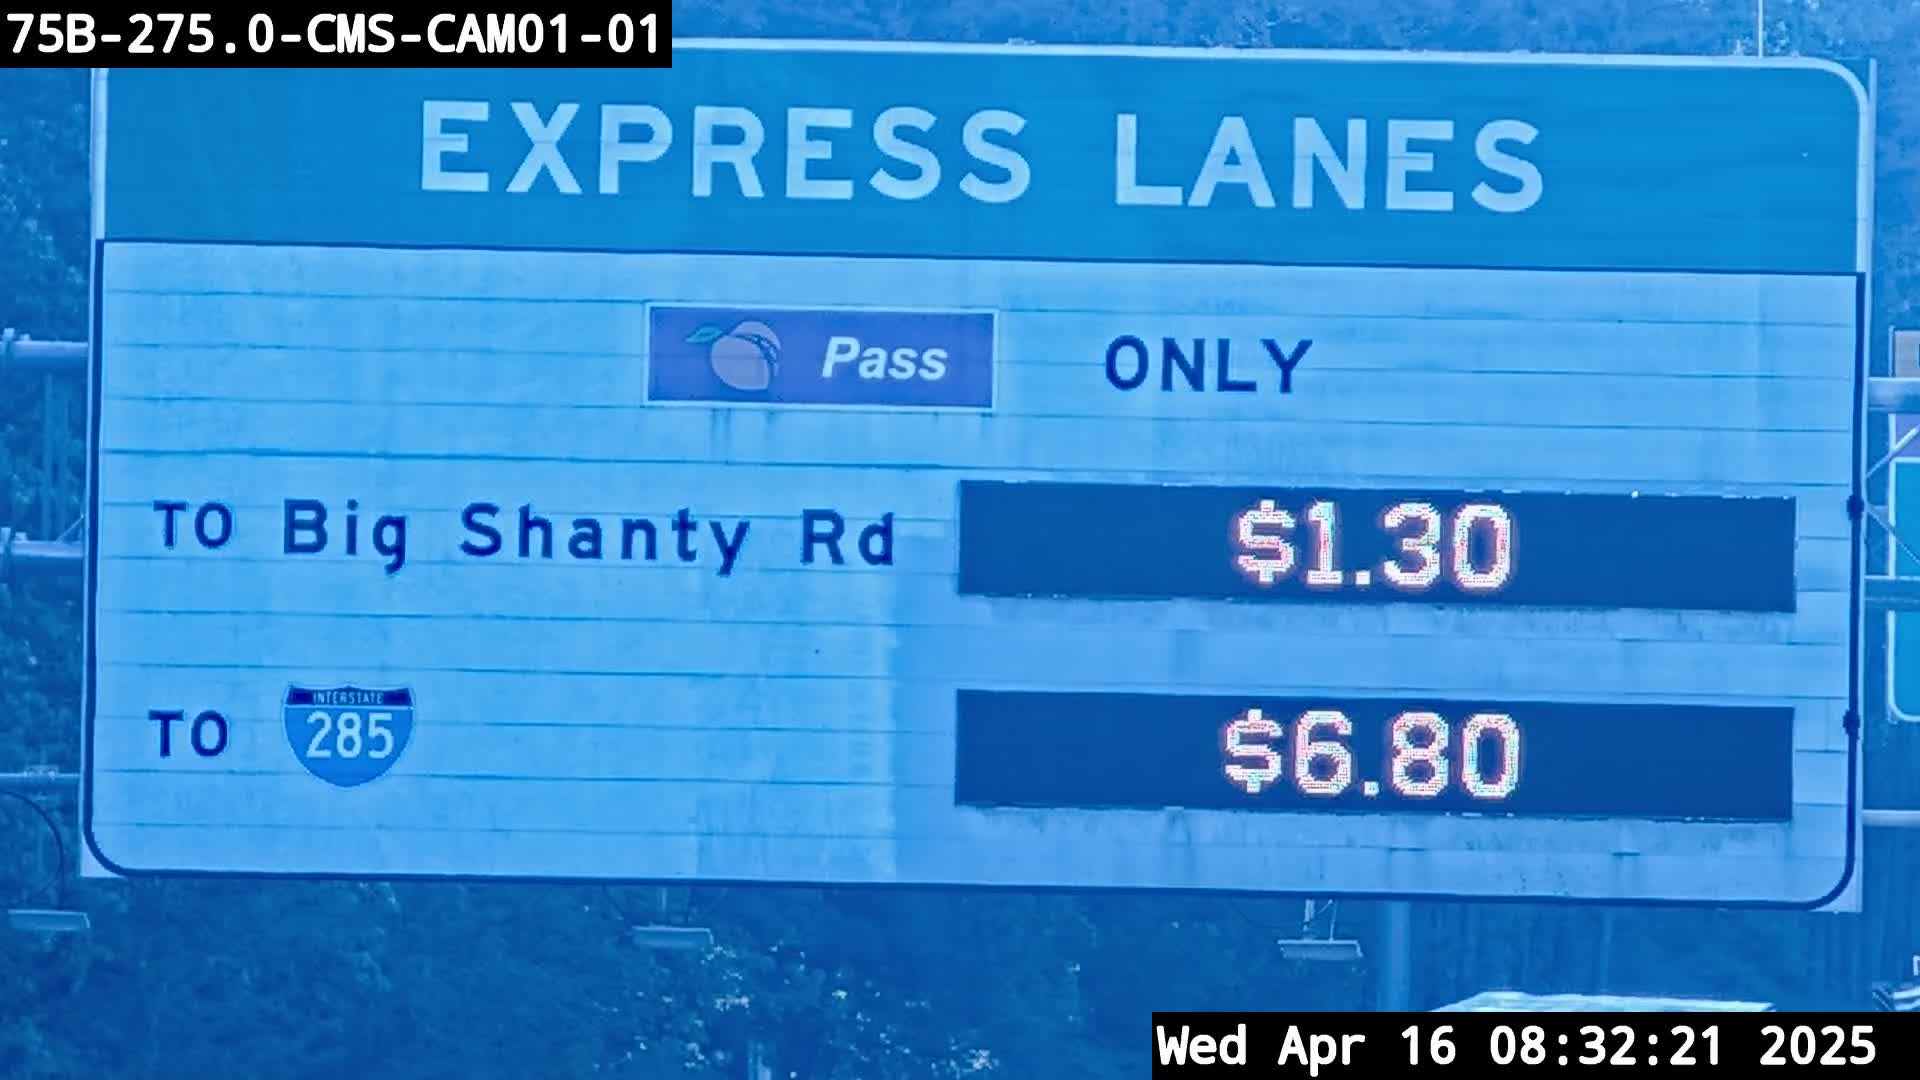 75B-275.0-CMS-CAM01-01
EXPRESS LANES
Pass ONLY
TO Big Shanty Rd $1.30
INTERSTATE
TO 285 $6.80
Wed Apr 16 08:32:21 2025